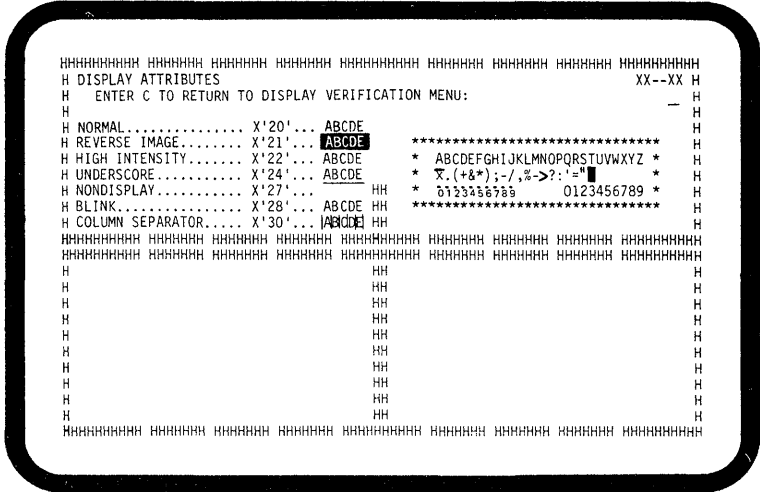 HHHHHHHHHH HHHHHHH HHHHHHH HHHHHHH HHHHHHHHHH HHHHHHH HHHHHHH HHHHHHH HHHHHHHHHH
H DISPLAY ATTRIBUTES XX--XX H
H ENTER C TO RETURN TO DISPLAY VERIFICATION MENU: _ H
H H
H NORMAL............... X'20'... ABCDE H
H REVERSE IMAGE........ X'21' ABCDE ******************************* H
H HIGH INTENSITY....... X'22'... ABCDE * ABCDEFGHIJKLMNOPQRSTUVWXYZ * H
H UNDERSCORE........... X'24'... ABCDE * X.(+&*);-/,%->?:'=" * H
H NONDISPLAY........... X'27'... HH * 0123456789 0123456789 * H
H BLINK................ X'28'... ABCDE HH ******************************* H
H COLUMN SEPARATOR..... X'30'... |A|B|C|D|E| HH H
HHHHHHHHHH HHHHHHH HHHHHHH HHHHHHH HHHHHHHHHH HHHHHHH HHHHHHH HHHHHHH HHHHHHHHHH
HHHHHHHHHH HHHHHHH HHHHHHH HHHHHHH HHHHHHHHHH HHHHHHH HHHHHHH HHHHHHH HHHHHHHHHH
H HH H
H HH H
H HH H
H HH H
H HH H
H HH H
H HH H
H HH H
H HH H
H HH H
HHHHHHHHHH HHHHHHH HHHHHHH HHHHHHH HHHHHHHHHH HHHHHHH HHHHHHH HHHHHHH HHHHHHHHHH